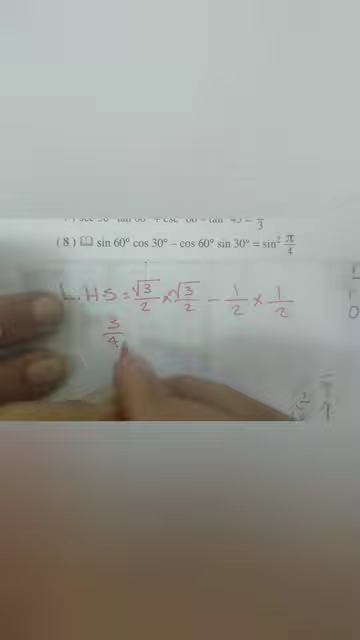 (8) 📖 sin 60° cos 30° – cos 60° sin 30° = sin² π/4
L.HS = √3/2 × √3/2 – 1/2 × 1/2
3/4